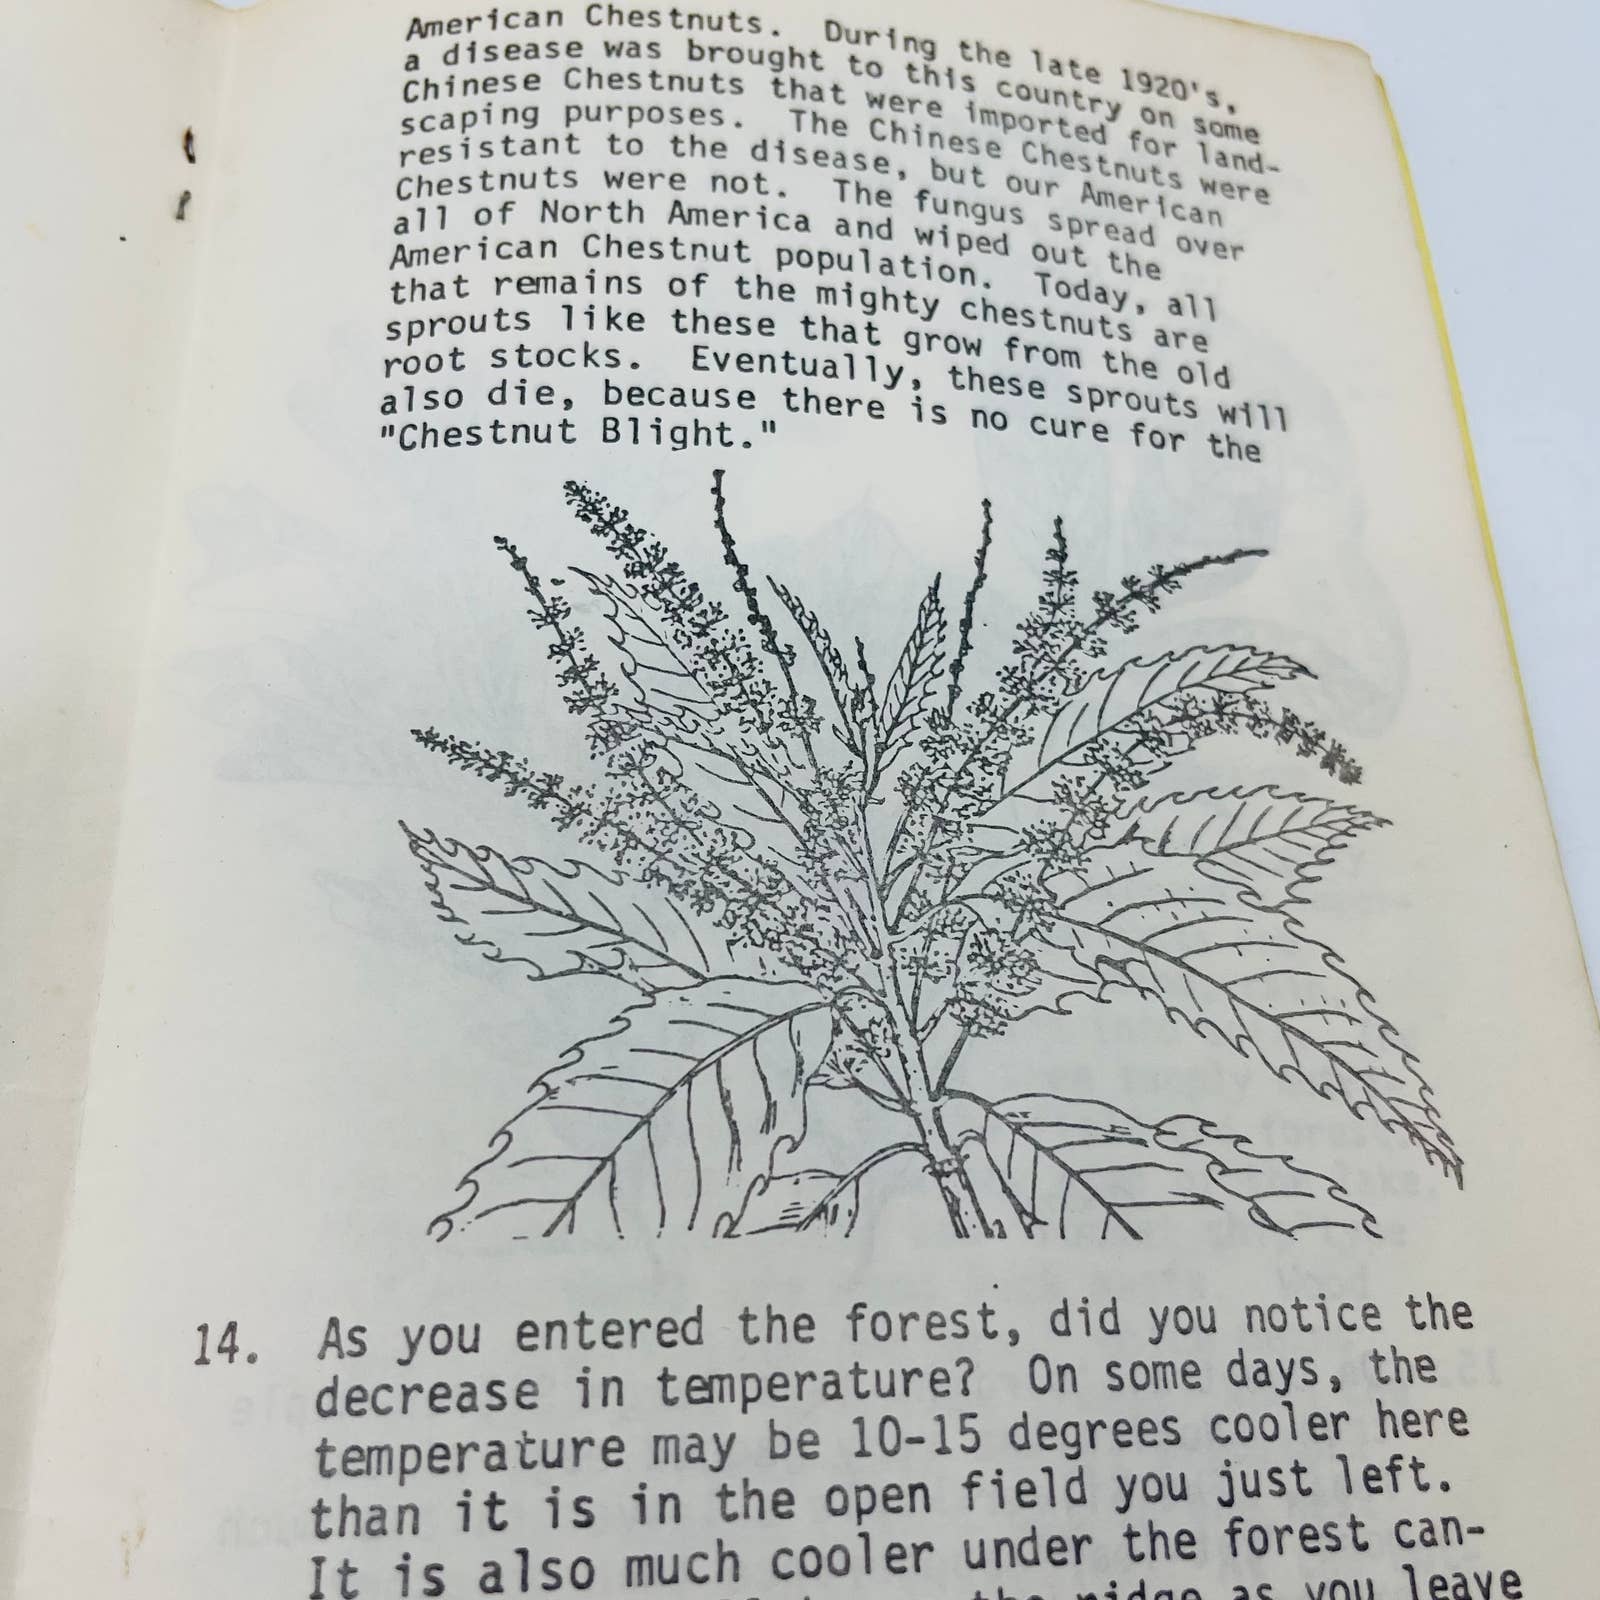 American Chestnuts. During the late 1920's,
a disease was brought to this country on some
Chinese Chestnuts that were imported for land-
scaping purposes. The Chinese Chestnuts were
resistant to the disease, but our American
Chestnuts were not. The fungus spread over
all of North America and wiped out the
American Chestnut population. Today, all
that remains of the mighty chestnuts are
sprouts like these that grow from the old
root stocks. Eventually, these sprouts will
also die, because there is no cure for the
"Chestnut Blight."
14. As you entered the forest, did you notice the
decrease in temperature? On some days, the
temperature may be 10-15 degrees cooler here
than it is in the open field you just left.
It is also much cooler under the forest can-
the ridge as you leave